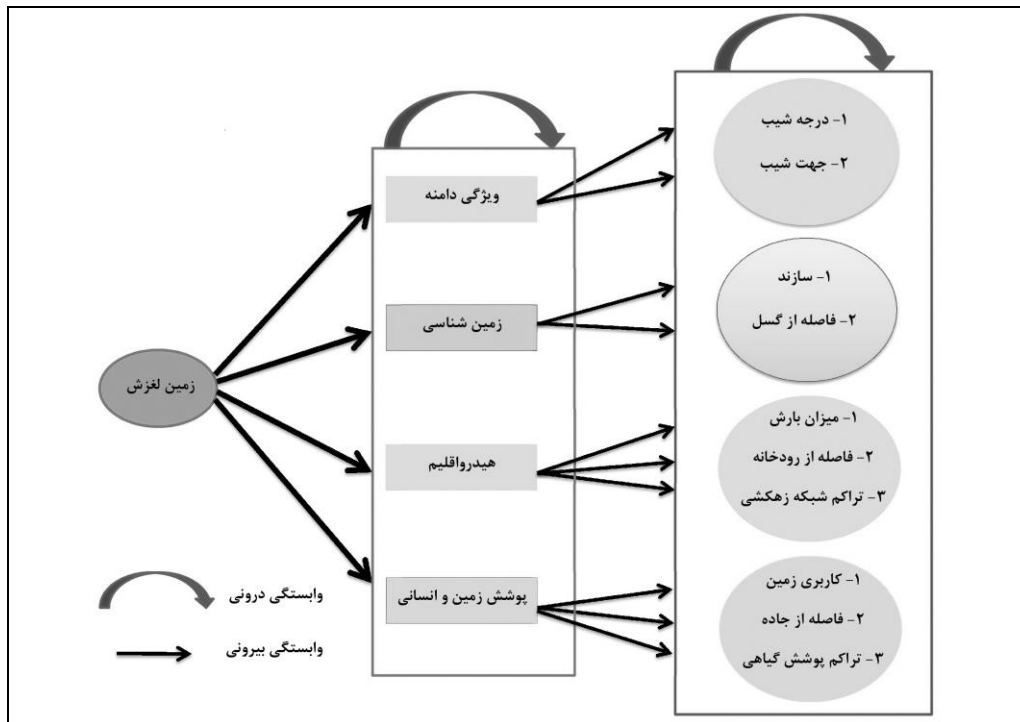 زمین لغزش
ویژگی دامنه
زمین شناسی
هیدرواقلیم
پوشش زمین و انسانی
۱- درجه شیب
۲- جهت شیب
۱- سازند
۲- فاصله از گسل
۱- میزان بارش
۲- فاصله از رودخانه
۳- تراکم شبکه زهکشی
۱- کاربری زمین
۲- فاصله از جاده
۳- تراکم پوشش گیاهی
وابستگی درونی
وابستگی بیرونی